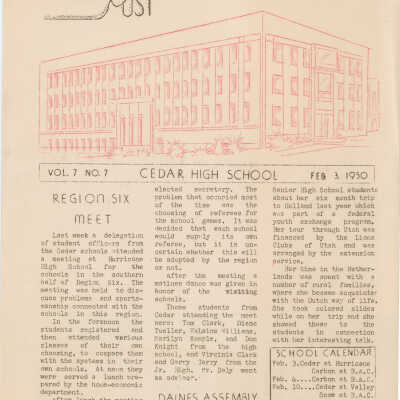 MOST
VOL. 7 NO. 7 CEDAR HIGH SCHOOL FEB 3, 1950
REGION SIX
MEET
Last week a delegation
of student officers from
the Cedar schools attended
a meeting at Hurricane
High School for the
schools in the southern
half of Region Six. The
meeting was held to dis-
cuss problems and sports-
manship connected with the
schools in this region.
In the forenoon the
students registered and
then attended various
classes of their own
choosing, to compare them
with the system in their
own schools. At noon they
were served a lunch pre-
pared by the home-economic
department.
elected secretary. The
problem that occupied most
of the time was the
choosing of referees for
the school games. It was
decided that each school
would supply its own
referee, but it is un-
certain whether this will
be adopted by the region
or not.
After the meeting a
matinee dance was given in
honor of the visiting
schools.
Those students from
Cedar attending the meet
were: Tom Clark, Diane
Fuller, Colains Williams,
Marilyn Kemple, and Don
Knight from the high
school; and Virginia Clark
and Gerry Derry from the
Jr. High. Mr. Daly went
as advisor.
DAINES ASSEMBLY
Senior High School students
about her six month trip
to Holland last year which
was part of a federal
youth exchange program.
Her tour through Utah was
financed by the Lions
Clubs of Utah and was
arranged by the extension
service.
Her time in the Nether-
lands was spent with a
number of rural families,
where she became acquainted
with the Dutch way of life.
She took colored slides
while on her trip and she
showed these to the
students in connection
with her interesting talk.
SCHOOL CALENDAR
Feb. 3.Cedar at Hurricane
Carbon at B.A.C.
Feb. 4....Carbon at B.A.C.
Feb. 10...Cedar at Valley
Snow at B.A.C.